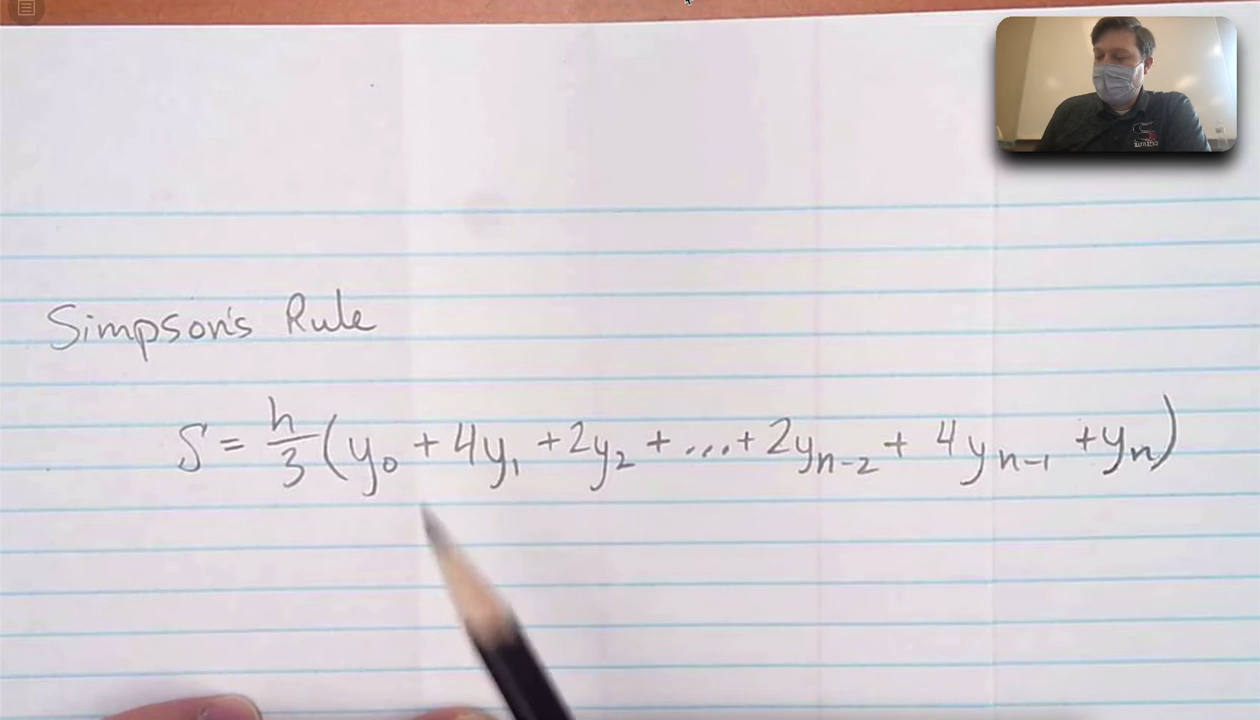 Simpson's Rule
S = h/3 (y₀ + 4y₁ + 2y₂ + ... + 2yₙ₋₂ + 4yₙ₋₁ + yₙ)